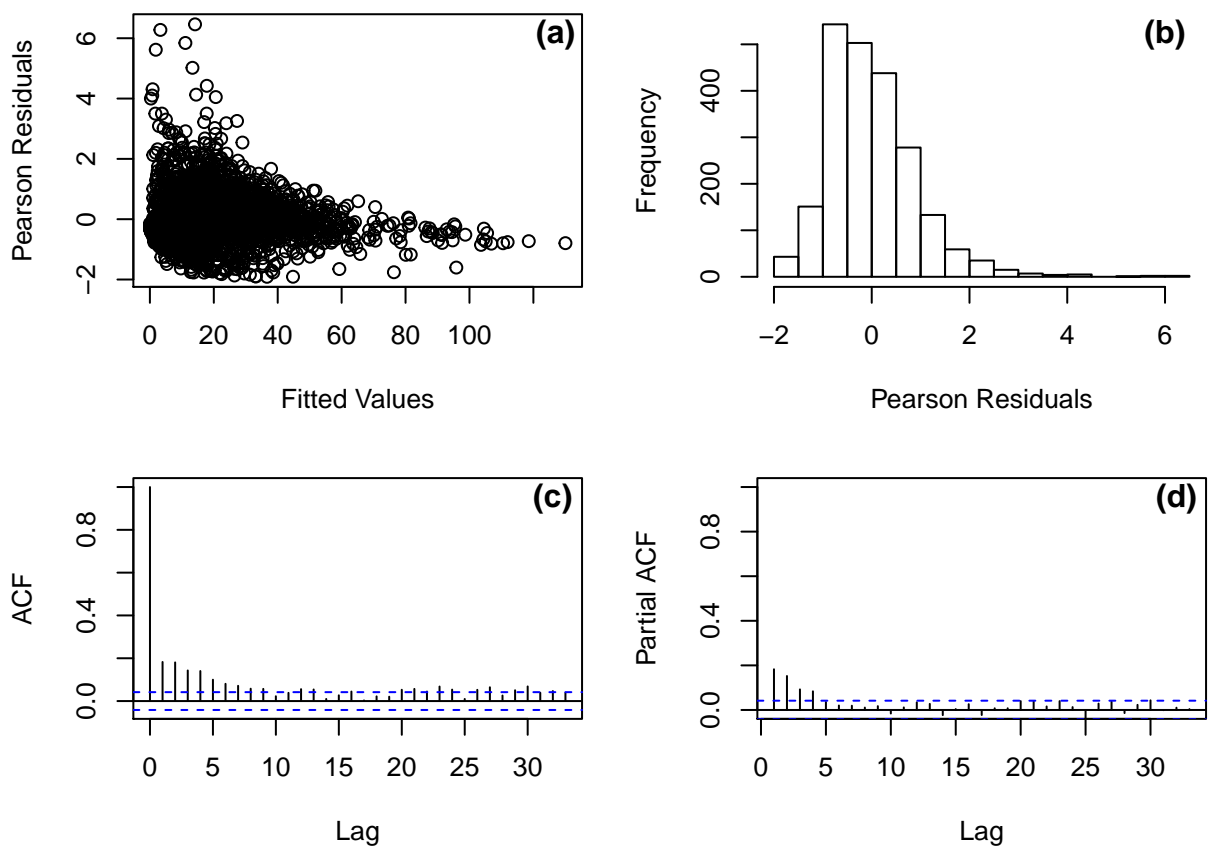 (a)
Pearson Residuals
6
4
2
0
−2
0 20 40 60 80 100
Fitted Values
(b)
Frequency
400
200
0
−2 0 2 4 6
Pearson Residuals
(c)
ACF
0.8
0.4
0.0
0 5 10 15 20 25 30
Lag
(d)
Partial ACF
0.8
0.4
0.0
0 5 10 15 20 25 30
Lag